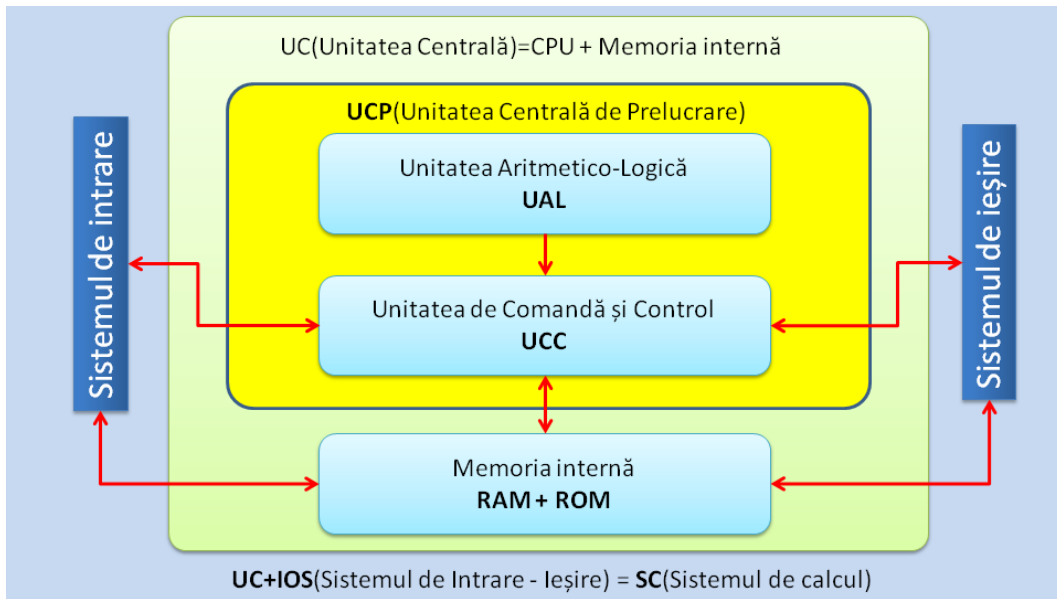 UC(Unitatea Centrală)=CPU + Memoria internă
UCP(Unitatea Centrală de Prelucrare)
Unitatea Aritmetico-Logică
UAL
Sistemul de intrare
Unitatea de Comandă și Control
UCC
Sistemul de ieșire
Memoria internă
RAM + ROM
UC+IOS(Sistemul de Intrare - Ieșire) = SC(Sistemul de calcul)